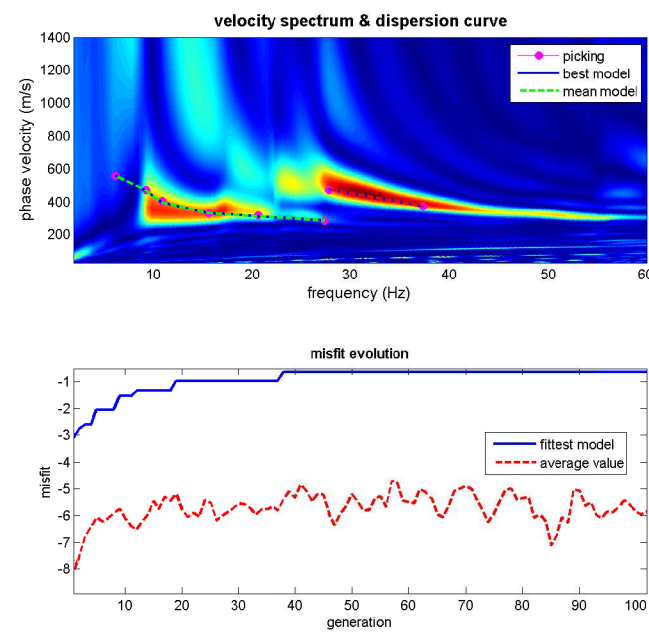 velocity spectrum & dispersion curve
1400
1200
1000
800
600
400
200
phase velocity (m/s)
picking
best model
mean model
10 20 30 40 50 60
frequency (Hz)
misfit evolution
-1
-2
-3
-4
-5
-6
-7
-8
misfit
fittest model
average value
10 20 30 40 50 60 70 80 90 100
generation